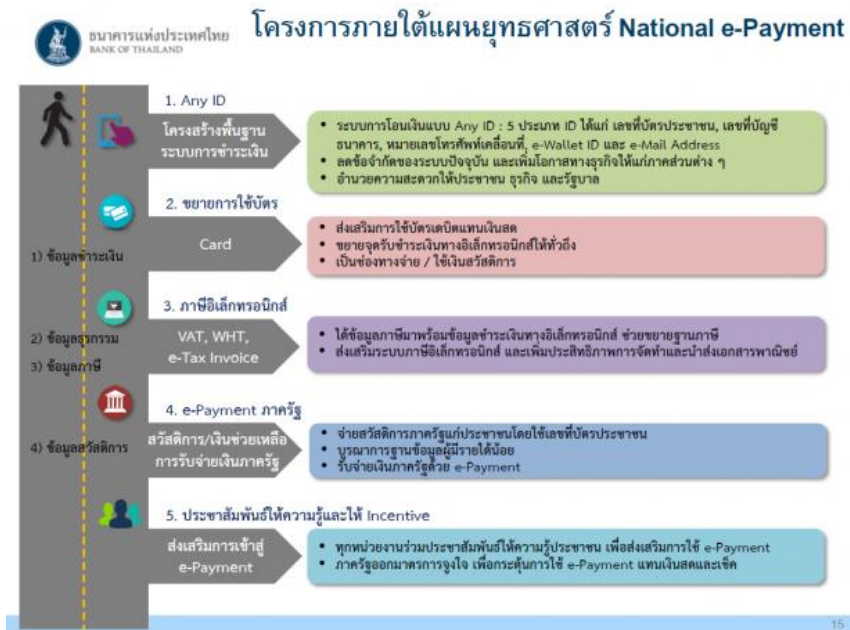 ธนาคารแห่งประเทศไทย
BANK OF THAILAND
โครงการภายใต้แผนยุทธศาสตร์ National e-Payment
1. Any ID
โครงสร้างพื้นฐาน
ระบบการชำระเงิน
• ระบบการโอนเงินแบบ Any ID : 5 ประเภท ID ได้แก่ เลขที่บัตรประชาชน, เลขที่บัญชี
ธนาคาร, หมายเลขโทรศัพท์เคลื่อนที่, e-Wallet ID และ e-Mail Address
• ลดข้อจำกัดของระบบปัจจุบัน และเพิ่มโอกาสทางธุรกิจให้แก่ภาคส่วนต่าง ๆ
• อำนวยความสะดวกให้ประชาชน ธุรกิจ และรัฐบาล
2. ขยายการใช้บัตร
Card
• ส่งเสริมการใช้บัตรเดบิตแทนเงินสด
• ขยายจุดรับชำระเงินทางอิเล็กทรอนิกส์ให้ทั่วถึง
• เป็นช่องทางจ่าย / ใช้เงินสวัสดิการ
1) ข้อมูลชำระเงิน
3. ภาษีอิเล็กทรอนิกส์
VAT, WHT,
e-Tax Invoice
• ได้ข้อมูลภาษีมาพร้อมข้อมูลชำระเงินทางอิเล็กทรอนิกส์ ช่วยขยายฐานภาษี
• ส่งเสริมระบบภาษีอิเล็กทรอนิกส์ และเพิ่มประสิทธิภาพการจัดทำและนำส่งเอกสารพาณิชย์
2) ข้อมูลธุรกรรม
3) ข้อมูลภาษี
4. e-Payment ภาครัฐ
สวัสดิการ/เงินช่วยเหลือ
การรับจ่ายเงินภาครัฐ
• จ่ายสวัสดิการภาครัฐแก่ประชาชนโดยใช้เลขที่บัตรประชาชน
• บูรณาการฐานข้อมูลผู้มีรายได้น้อย
• รับจ่ายเงินภาครัฐด้วย e-Payment
4) ข้อมูลสวัสดิการ
5. ประชาสัมพันธ์ให้ความรู้และให้ Incentive
ส่งเสริมการเข้าสู่
e-Payment
• ทุกหน่วยงานร่วมประชาสัมพันธ์ให้ความรู้ประชาชน เพื่อส่งเสริมการใช้ e-Payment
• ภาครัฐออกมาตรการจูงใจ เพื่อกระตุ้นการใช้ e-Payment แทนเงินสดและเช็ค
15